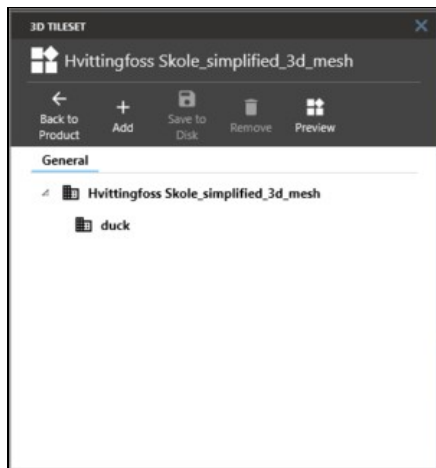 3D TILESET
Hvittingfoss Skole_simplified_3d_mesh
Back to
Product
Add
Save to
Disk
Remove
Preview
General
Hvittingfoss Skole_simplified_3d_mesh
duck